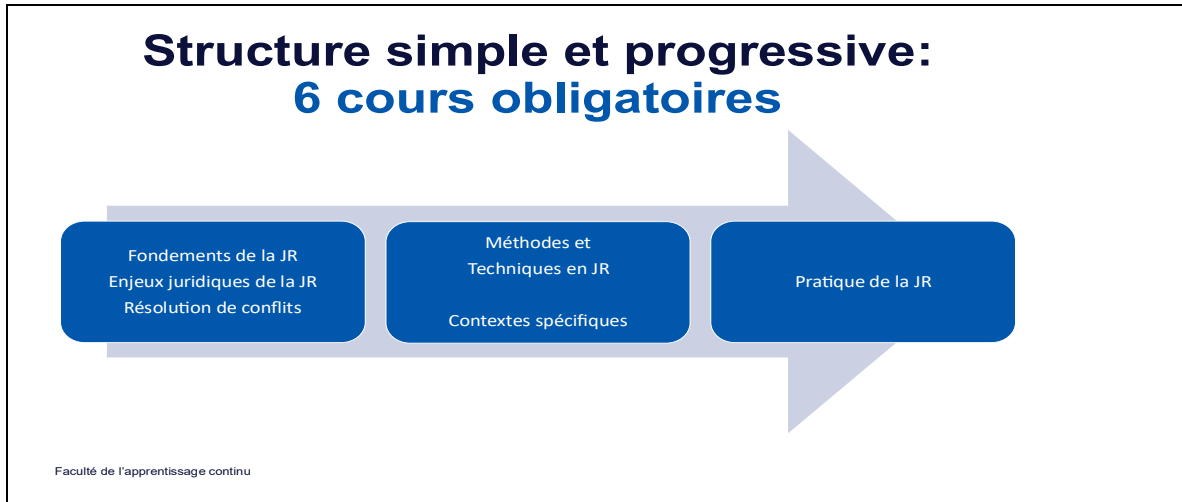 Structure simple et progressive:
6 cours obligatoires
Fondements de la JR
Enjeux juridiques de la JR
Résolution de conflits
Méthodes et
Techniques en JR
Contextes spécifiques
Pratique de la JR
Faculté de l'apprentissage continu